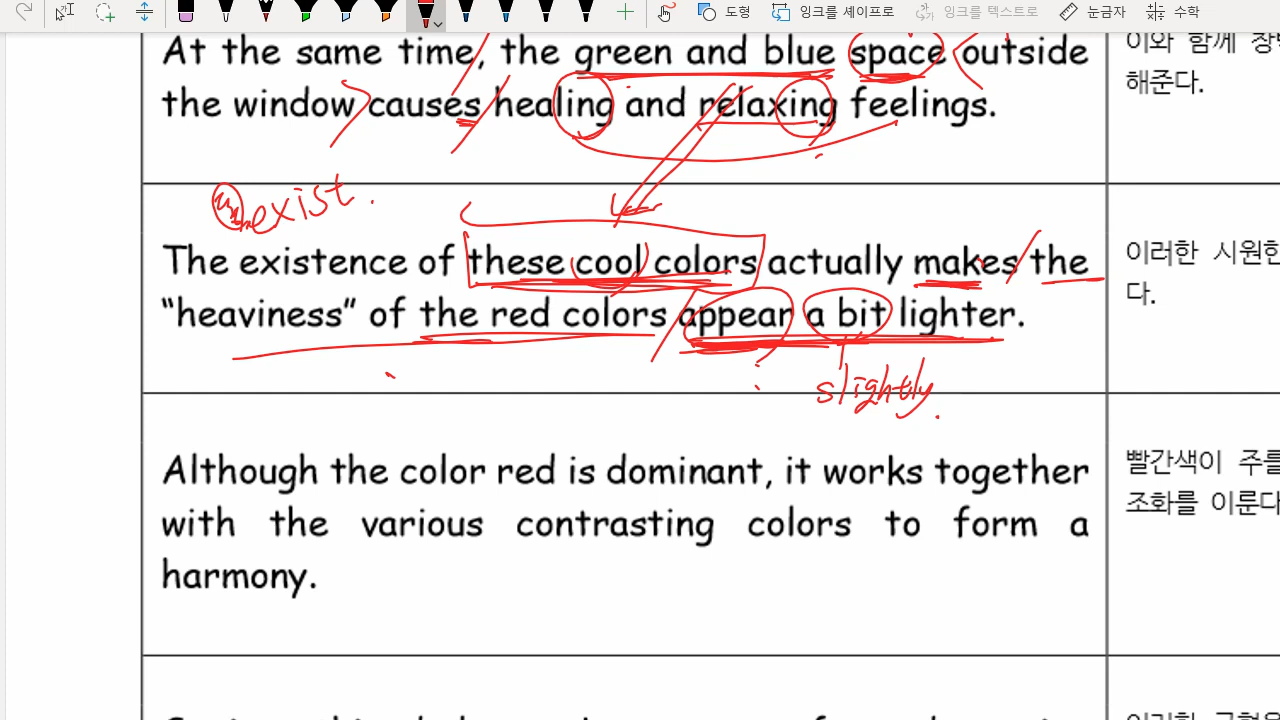 도형 잉크를 셰이프로 잉크를 텍스트로 눈금자 수학
At the same time, the green and blue space outside
the window causes healing and relaxing feelings.
이와 함께
해준다.
exist.
The existence of these cool colors actually makes the
“heaviness” of the red colors appear a bit lighter.
이러한 시원한
다.
slightly.
Although the color red is dominant, it works together
with the various contrasting colors to form a
harmony.
빨간색이 주를
조화를 이룬다